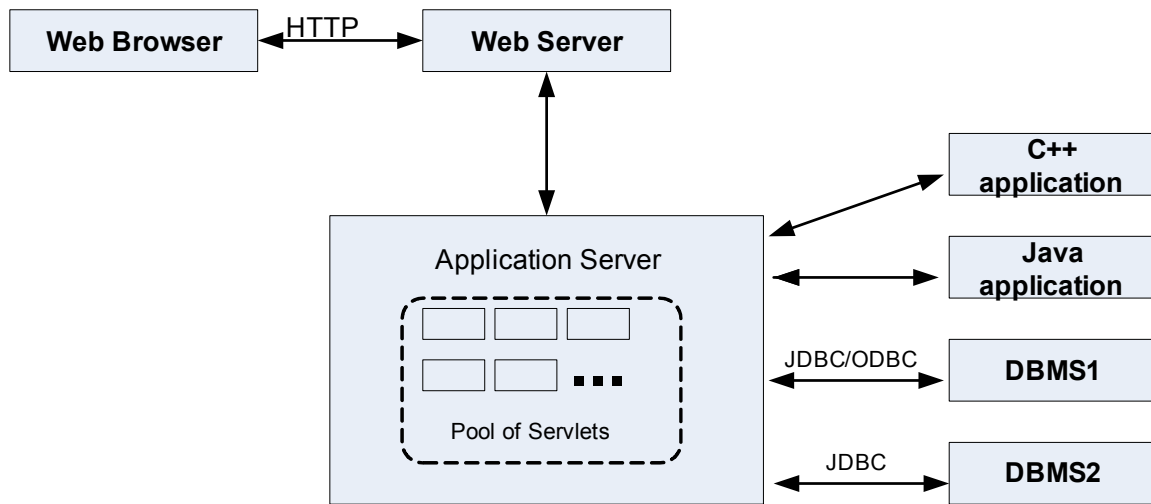 Web Browser
HTTP
Web Server
C++
application
Application Server
Java
application
JDBC/ODBC
DBMS1
Pool of Servlets
JDBC
DBMS2